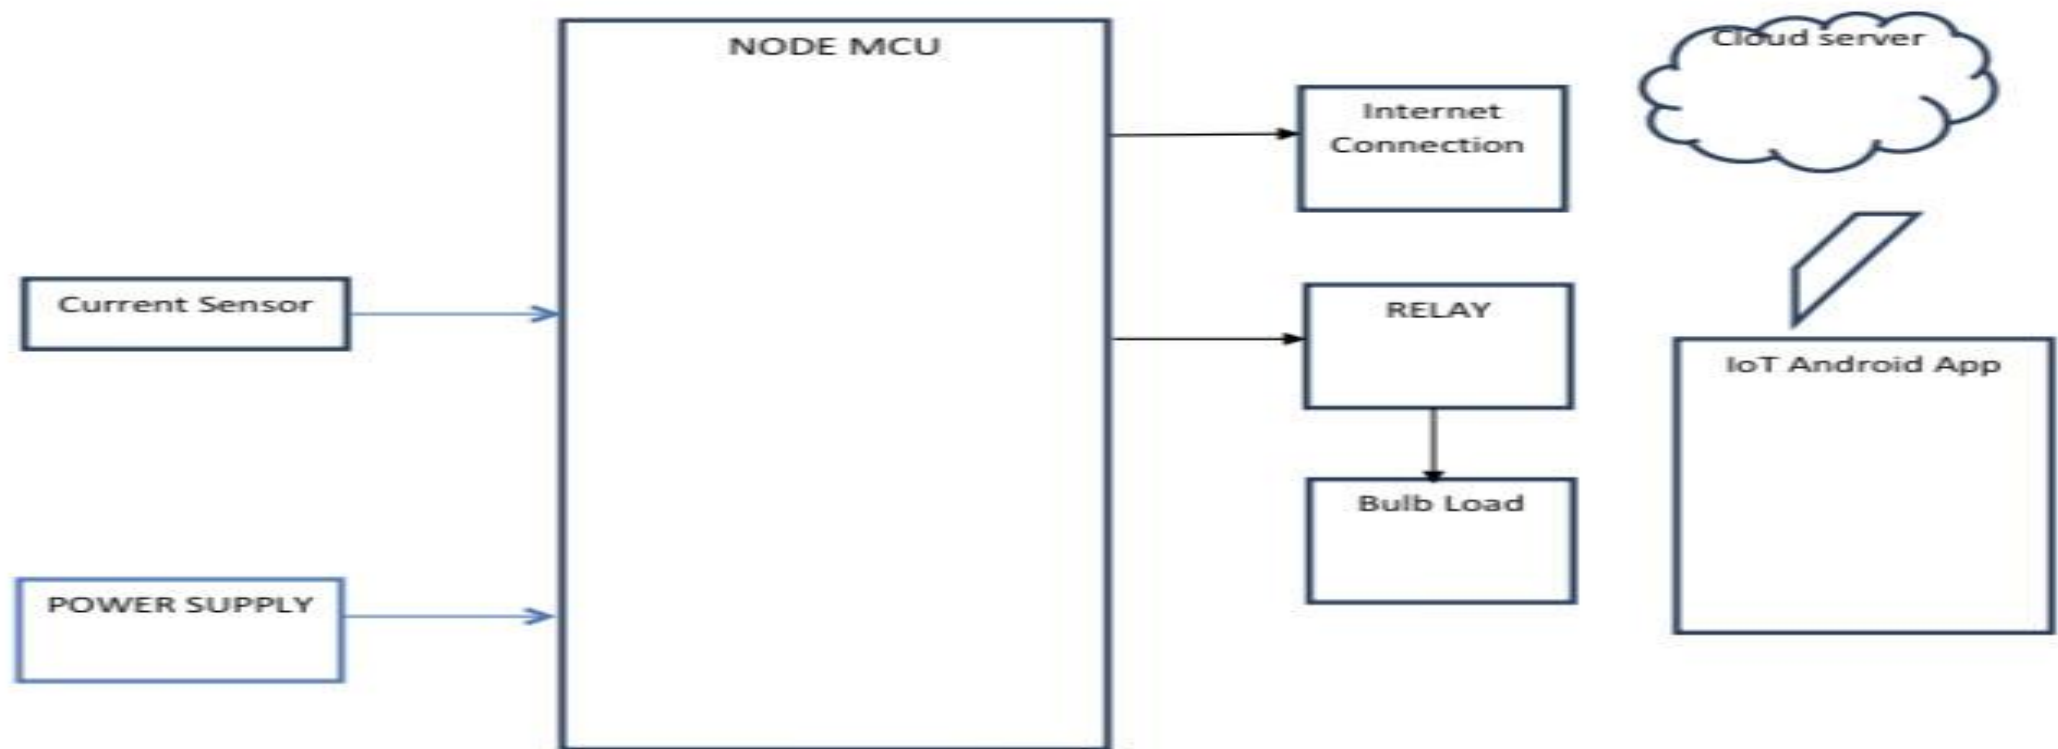 NODE MCU
Cloud server
Internet
Connection
Current Sensor
RELAY
IoT Android App
Bulb Load
POWER SUPPLY